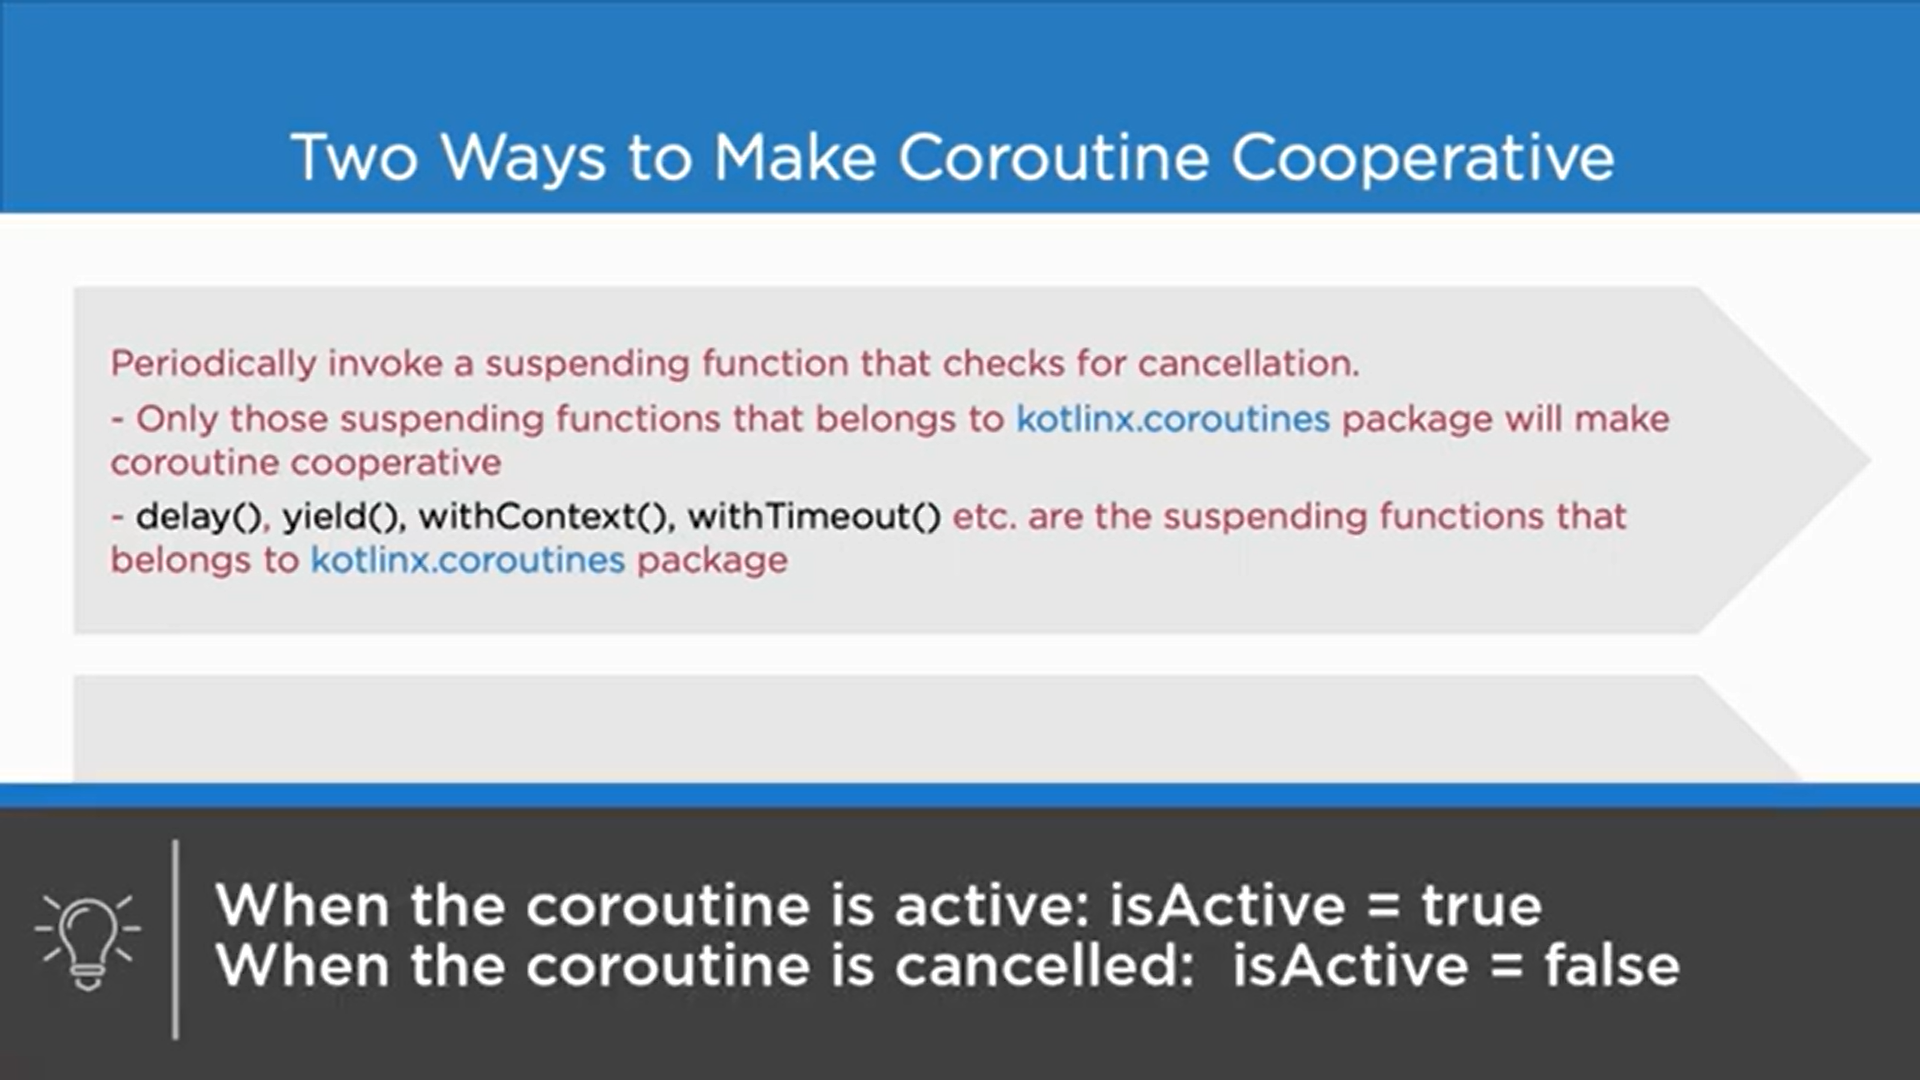 Two Ways to Make Coroutine Cooperative
Periodically invoke a suspending function that checks for cancellation.
- Only those suspending functions that belongs to kotlinx.coroutines package will make
coroutine cooperative
- delay(), yield(), withContext(), withTimeout() etc. are the suspending functions that
belongs to kotlinx.coroutines package
When the coroutine is active: isActive = true
When the coroutine is cancelled: isActive = false